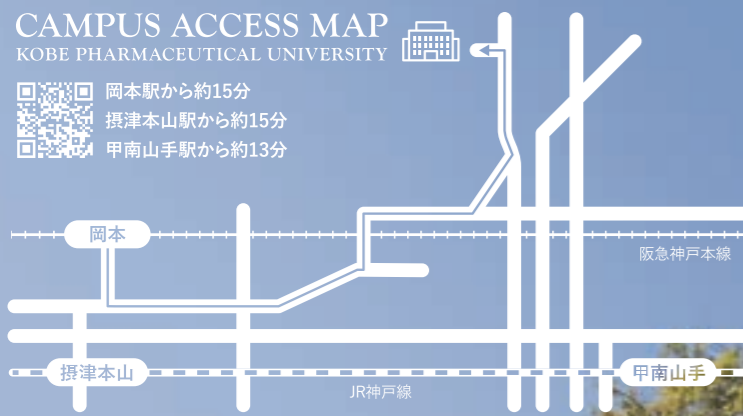 CAMPUS ACCESS MAP
KOBE PHARMACEUTICAL UNIVERSITY
岡本駅から約15分
摂津本山駅から約15分
甲南山手駅から約13分
岡本
阪急神戸本線
摂津本山
甲南山手
JR神戸線